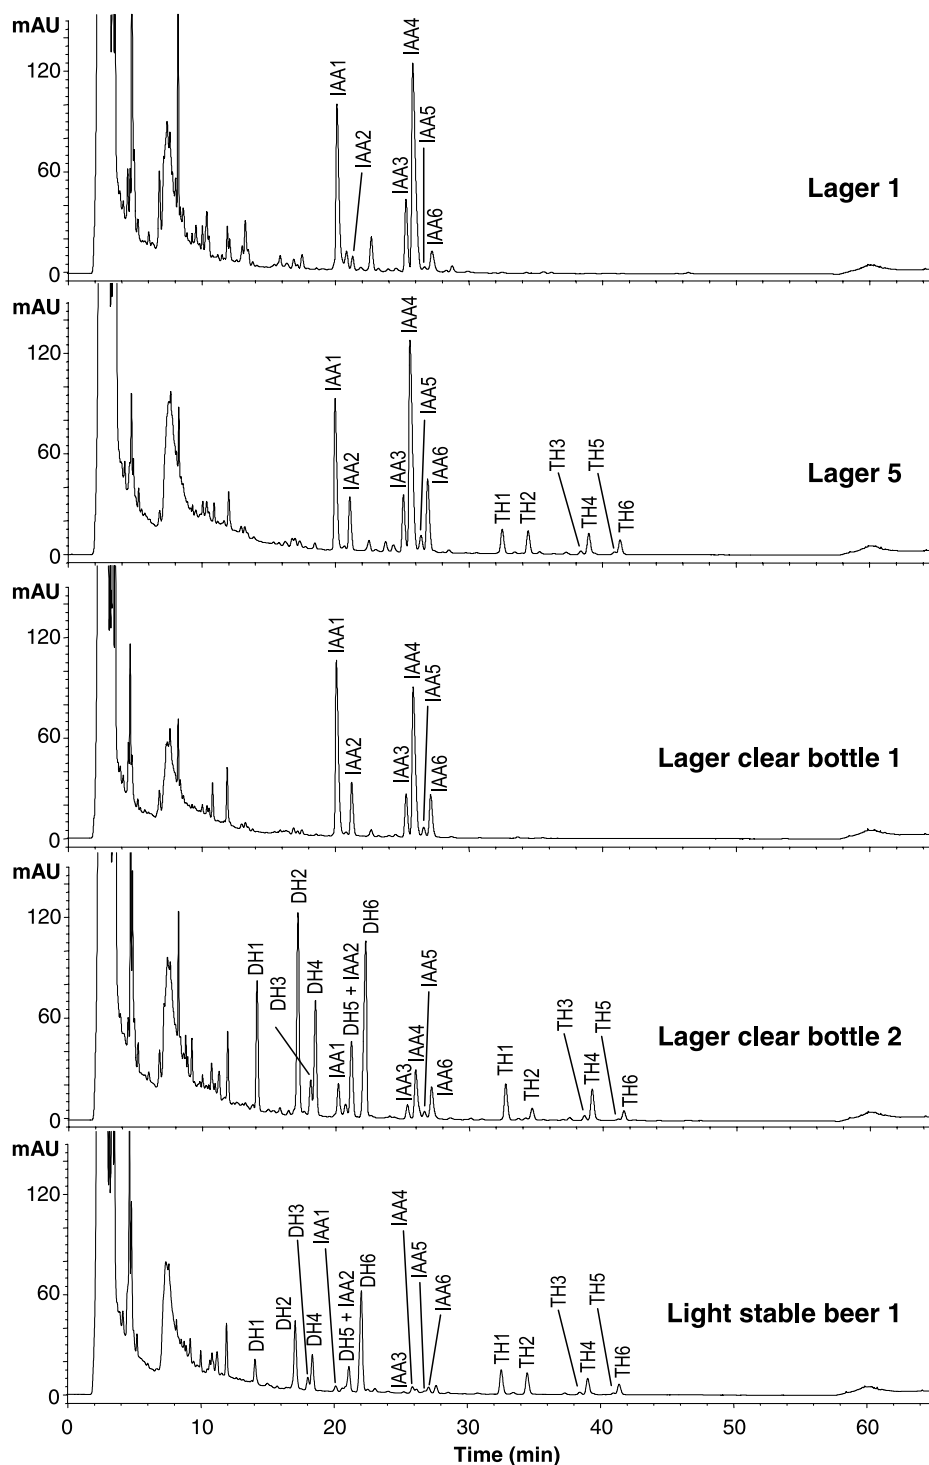 mAU
120
60
0
IAA1
IAA2
IAA3
IAA4
IAA5
IAA6
Lager 1
mAU
120
60
0
IAA1
IAA2
IAA3
IAA4
IAA5
IAA6
TH1
TH2
TH3
TH4
TH5
TH6
Lager 5
mAU
120
60
0
IAA1
IAA2
IAA3
IAA4
IAA5
IAA6
Lager clear bottle 1
mAU
120
60
0
DH1
DH2
DH3
DH4
IAA1
DH5 + IAA2
DH6
IAA3
IAA4
IAA5
IAA6
TH1
TH2
TH3
TH4
TH5
TH6
Lager clear bottle 2
mAU
120
60
0
DH1
DH2
DH3
DH4
IAA1
DH5 + IAA2
DH6
IAA3
IAA4
IAA5
IAA6
TH1
TH2
TH3
TH4
TH5
TH6
Light stable beer 1
0 10 20 30 40 50 60
Time (min)